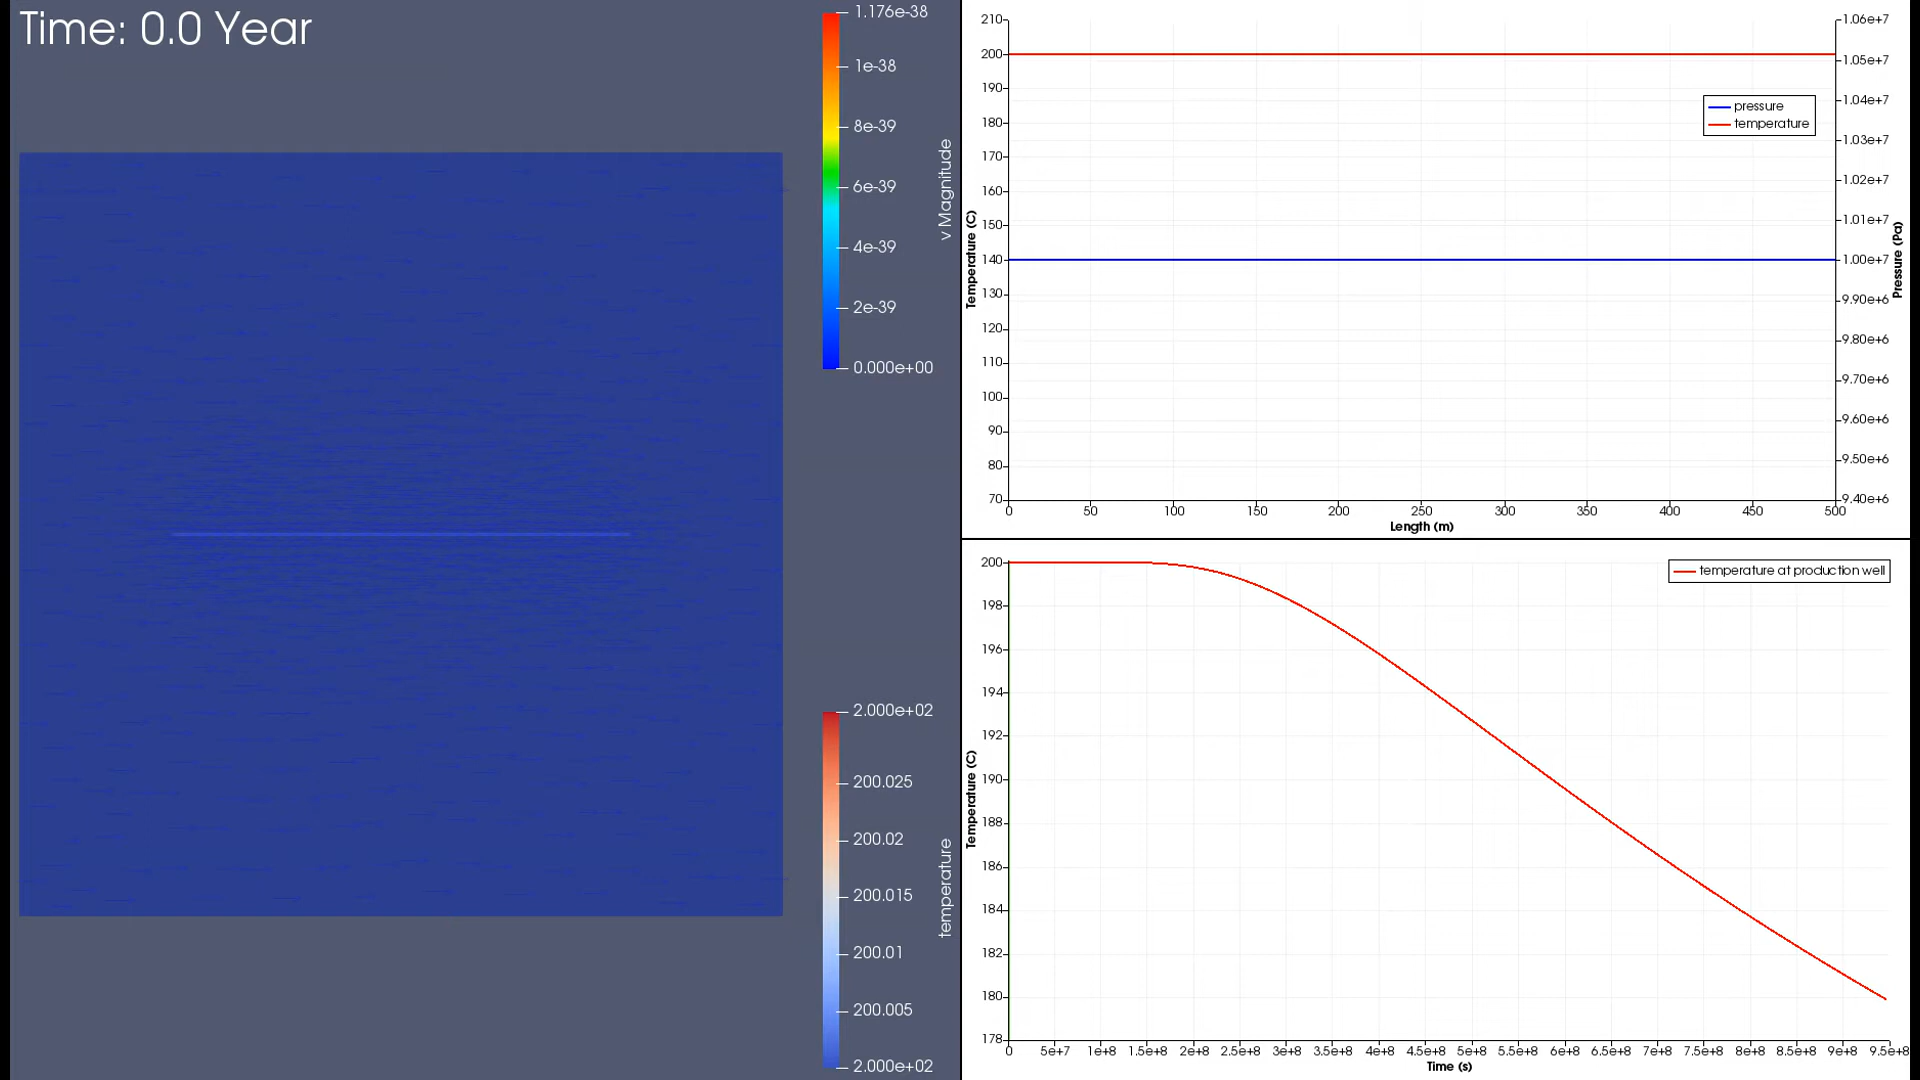 Time: 0.0 Year
1.176e-38
1e-38
8e-39
6e-39
4e-39
2e-39
0.000e+00
v Magnitude
2.000e+02
200.025
200.02
200.015
200.01
200.005
2.000e+02
temperature
210
200
190
180
170
160
150
140
130
120
110
100
90
80
70
Temperature (C)
0 50 100 150 200 250 300 350 400 450 500
Length (m)
pressure
temperature
1.06e+7
1.05e+7
1.04e+7
1.03e+7
1.02e+7
1.01e+7
1.00e+7
9.90e+6
9.80e+6
9.70e+6
9.60e+6
9.50e+6
9.40e+6
Pressure (Pa)
temperature at production well
200
198
196
194
192
190
188
186
184
182
180
178
Temperature (C)
0 5e+7 1e+8 1.5e+8 2e+8 2.5e+8 3e+8 3.5e+8 4e+8 4.5e+8 5e+8 5.5e+8 6e+8 6.5e+8 7e+8 7.5e+8 8e+8 8.5e+8 9e+8 9.5e+8
Time (s)